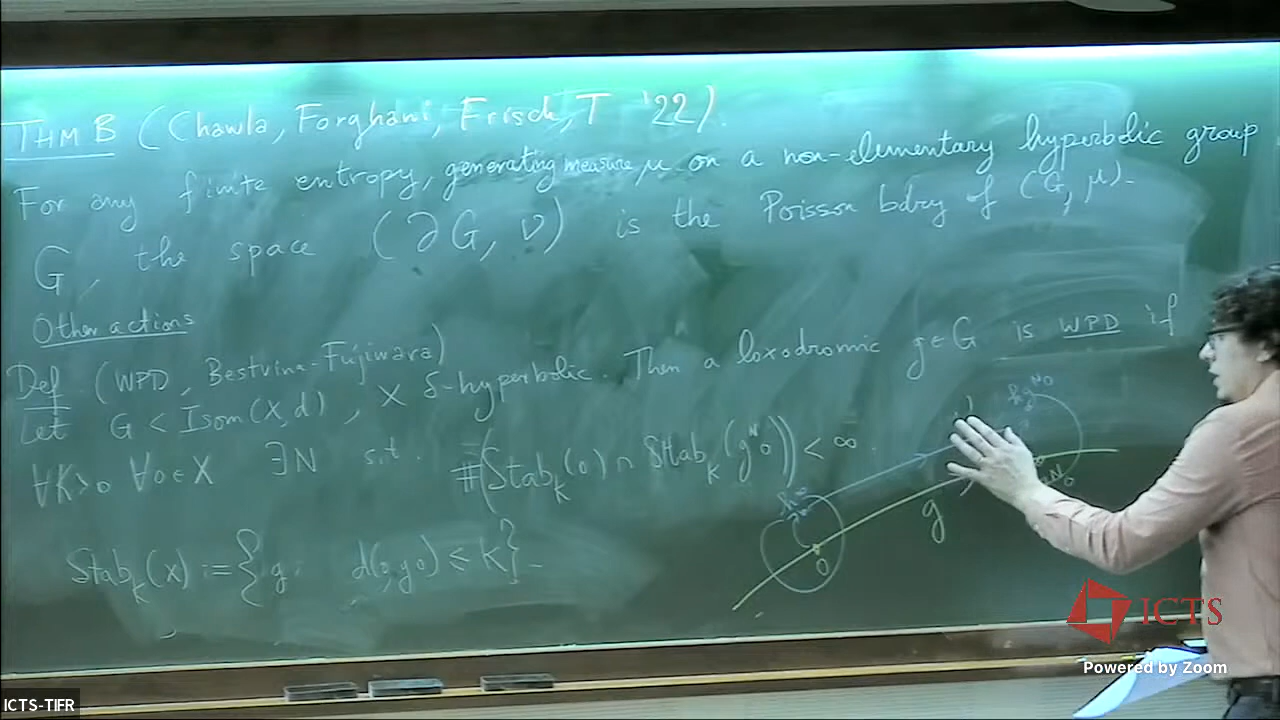 THM B (Chawla, Forghani, Frisch, T '22).
For any finite entropy, generating measure μ on a non-elementary hyperbolic group
G, the space (∂G, ν) is the Poisson bdry of (G, μ).
Other actions
Def (WPD, Bestvina-Fujiwara)
Let G < Isom(X,d), X δ-hyperbolic. Then a loxodromic g∈G is WPD if
∀K>0 ∀o∈X ∃N s.t. #(Stab_K(o) ∩ Stab_K(g^N o)) < ∞.
Stab_K(x) := {g : d(o,go) ≤ K}.
o
g
ICTS
Powered by Zoom
ICTS-TIFR